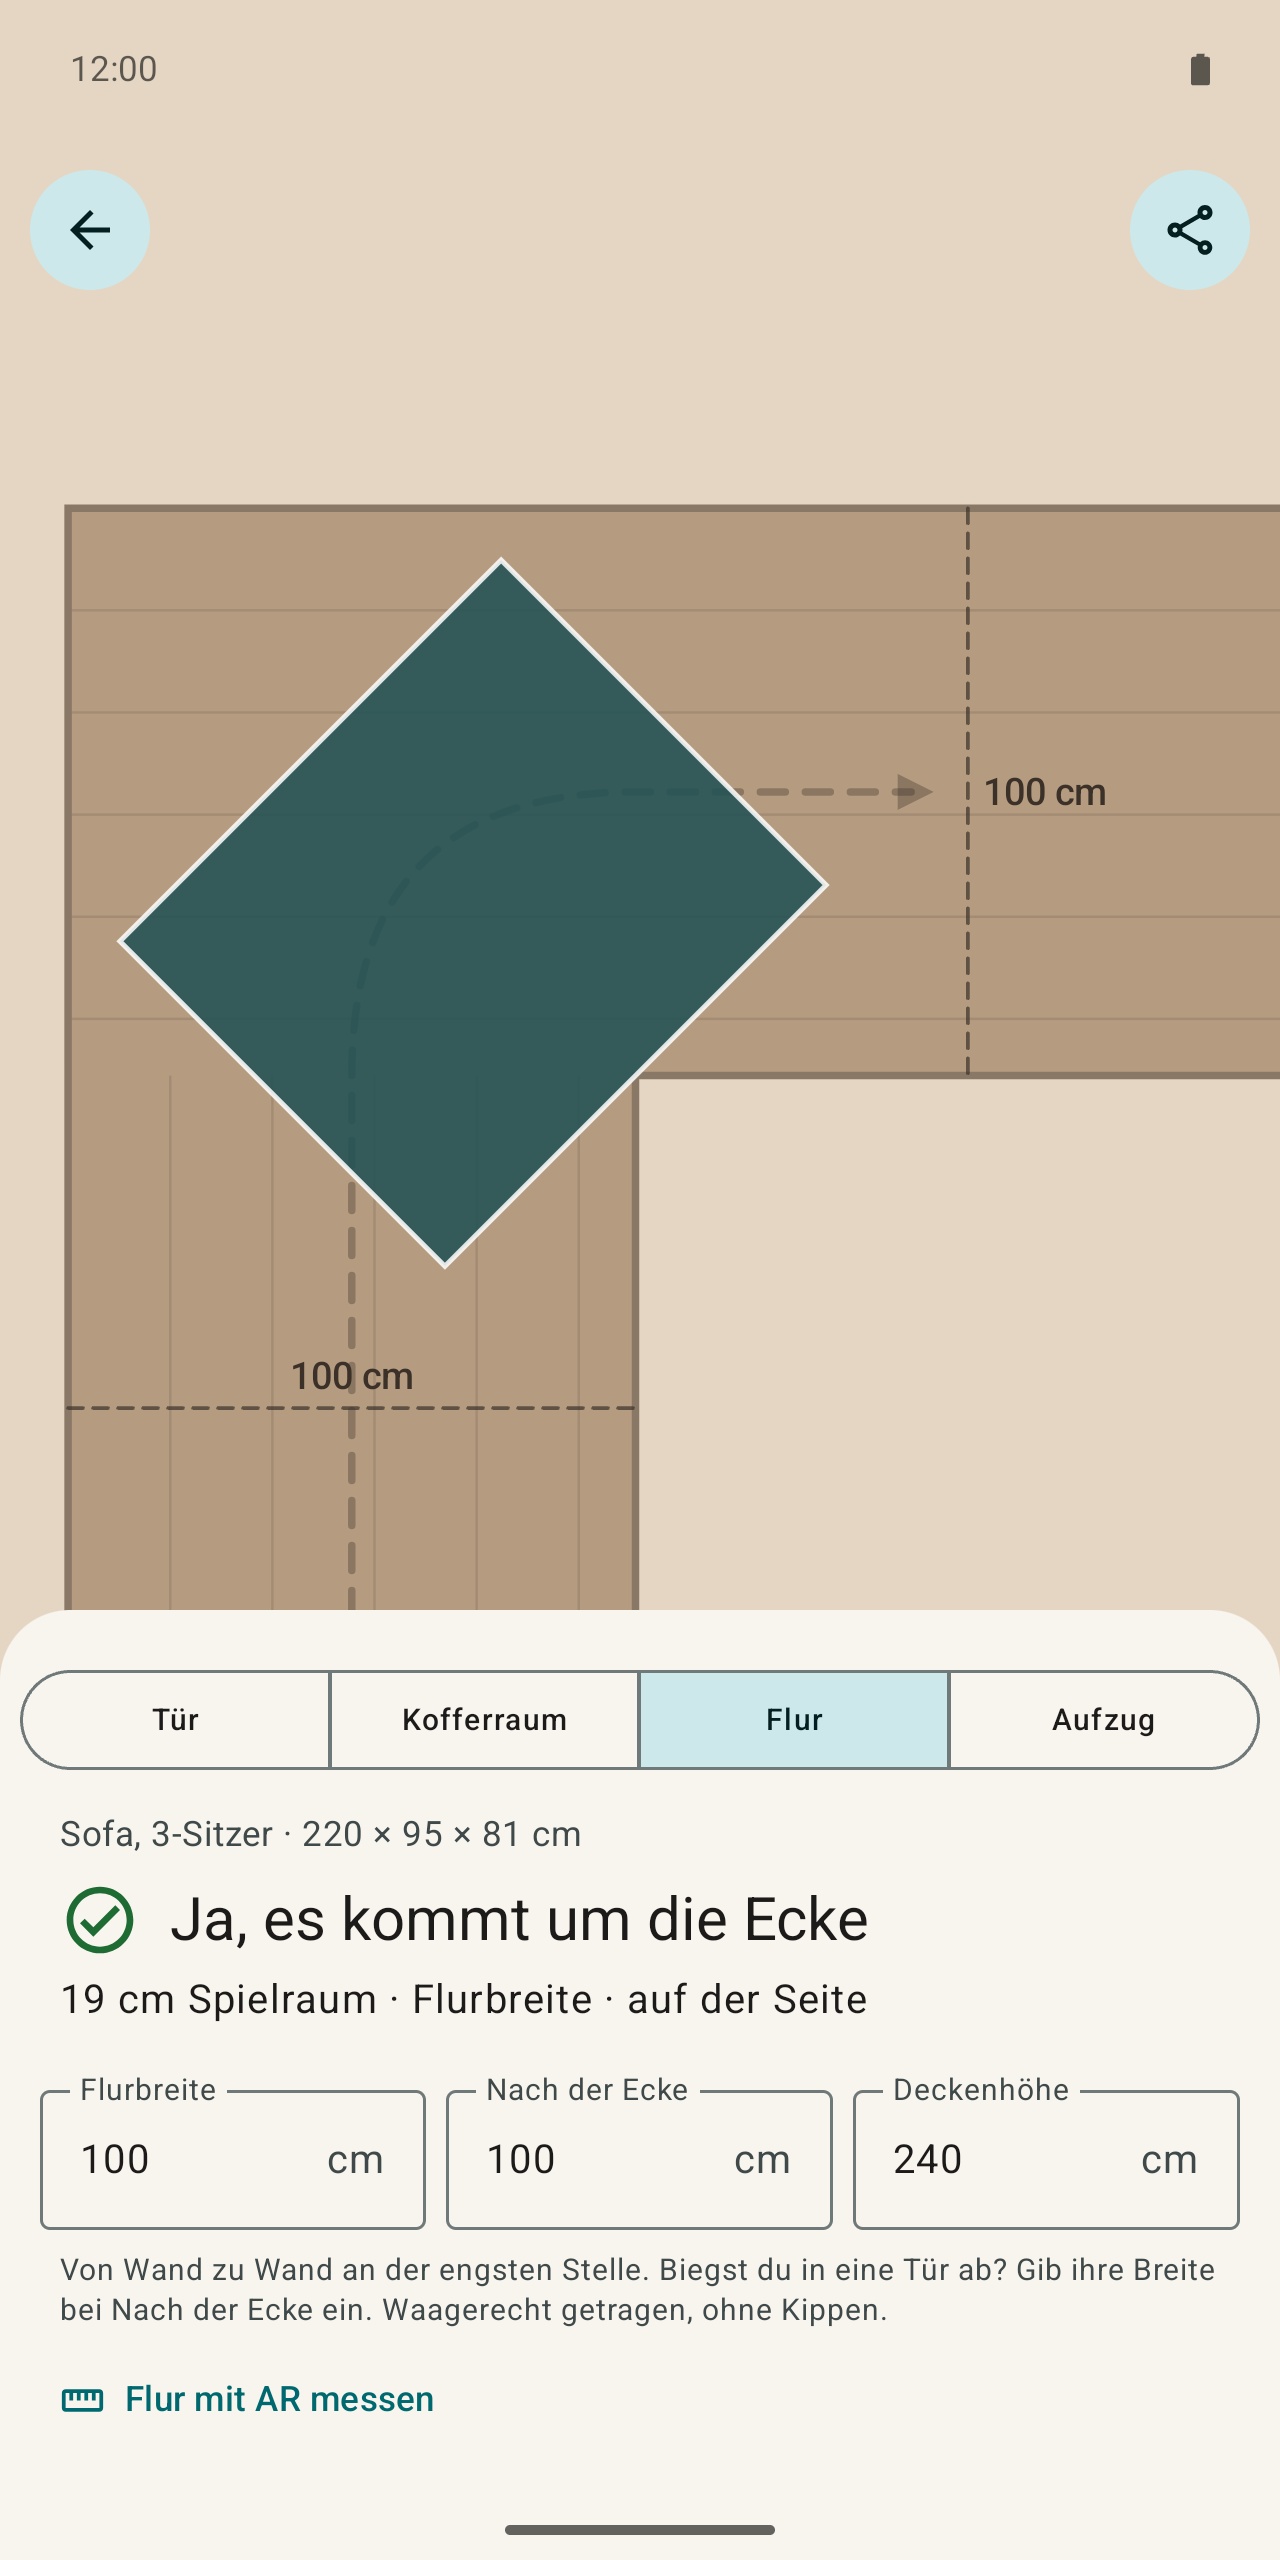 12:00
100 cm
100 cm
Tür
Kofferraum
Flur
Aufzug
Sofa, 3-Sitzer · 220 × 95 × 81 cm
Ja, es kommt um die Ecke
19 cm Spielraum · Flurbreite · auf der Seite
Flurbreite
100 cm
Nach der Ecke
100 cm
Deckenhöhe
240 cm
Von Wand zu Wand an der engsten Stelle. Biegst du in eine Tür ab? Gib ihre Breite
bei Nach der Ecke ein. Waagerecht getragen, ohne Kippen.
Flur mit AR messen